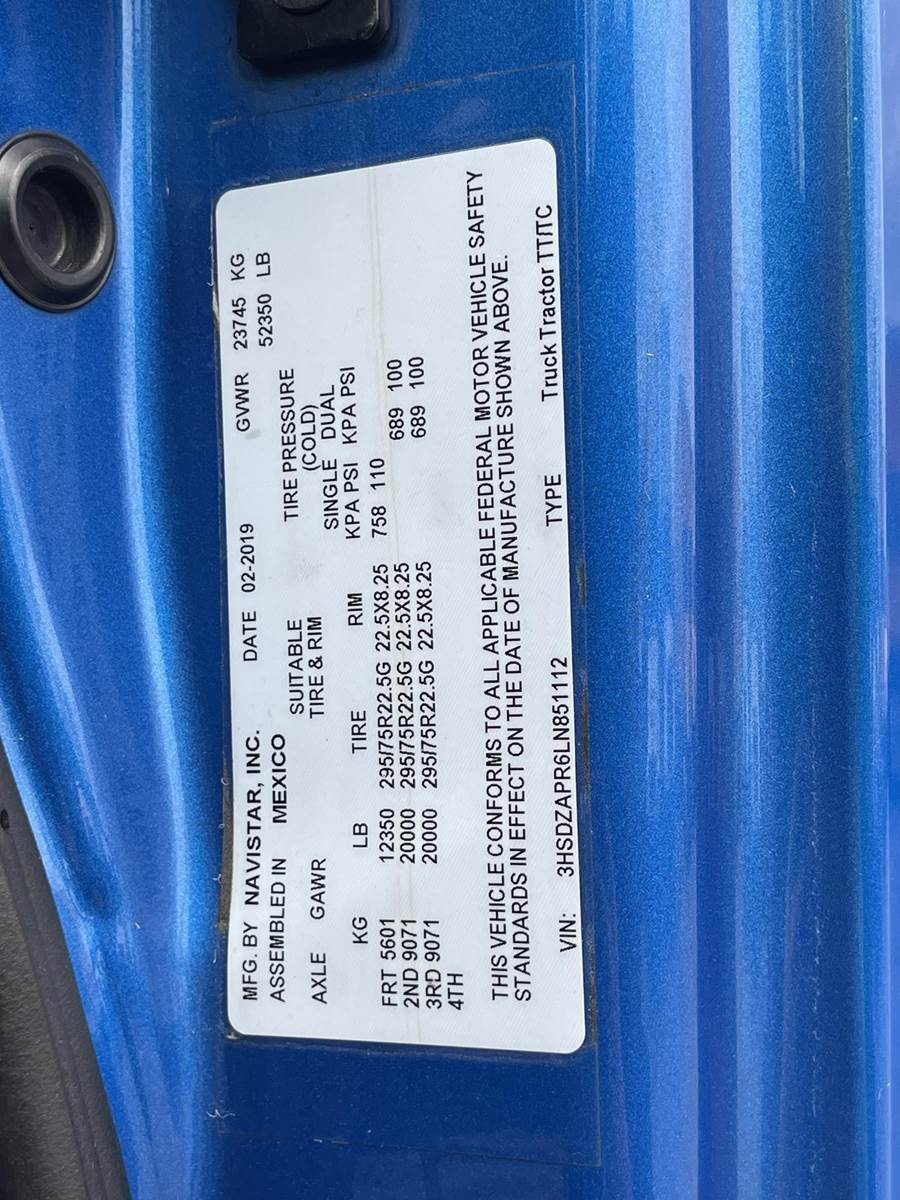 MFG. BY NAVISTAR, INC. DATE 02-2019 GVWR 23745 KG
ASSEMBLED IN MEXICO 52350 LB
AXLE GAWR SUITABLE TIRE PRESSURE
TIRE & RIM (COLD)
SINGLE DUAL
KG LB TIRE RIM KPA PSI KPA PSI
FRT 5601 12350 295/75R22.5G 22.5X8.25 758 110
2ND 9071 20000 295/75R22.5G 22.5X8.25 689 100
3RD 9071 20000 295/75R22.5G 22.5X8.25 689 100
4TH
THIS VEHICLE CONFORMS TO ALL APPLICABLE FEDERAL MOTOR VEHICLE SAFETY
STANDARDS IN EFFECT ON THE DATE OF MANUFACTURE SHOWN ABOVE.
VIN: 3HSDZAPR6LN851112 TYPE Truck Tractor TT/TC